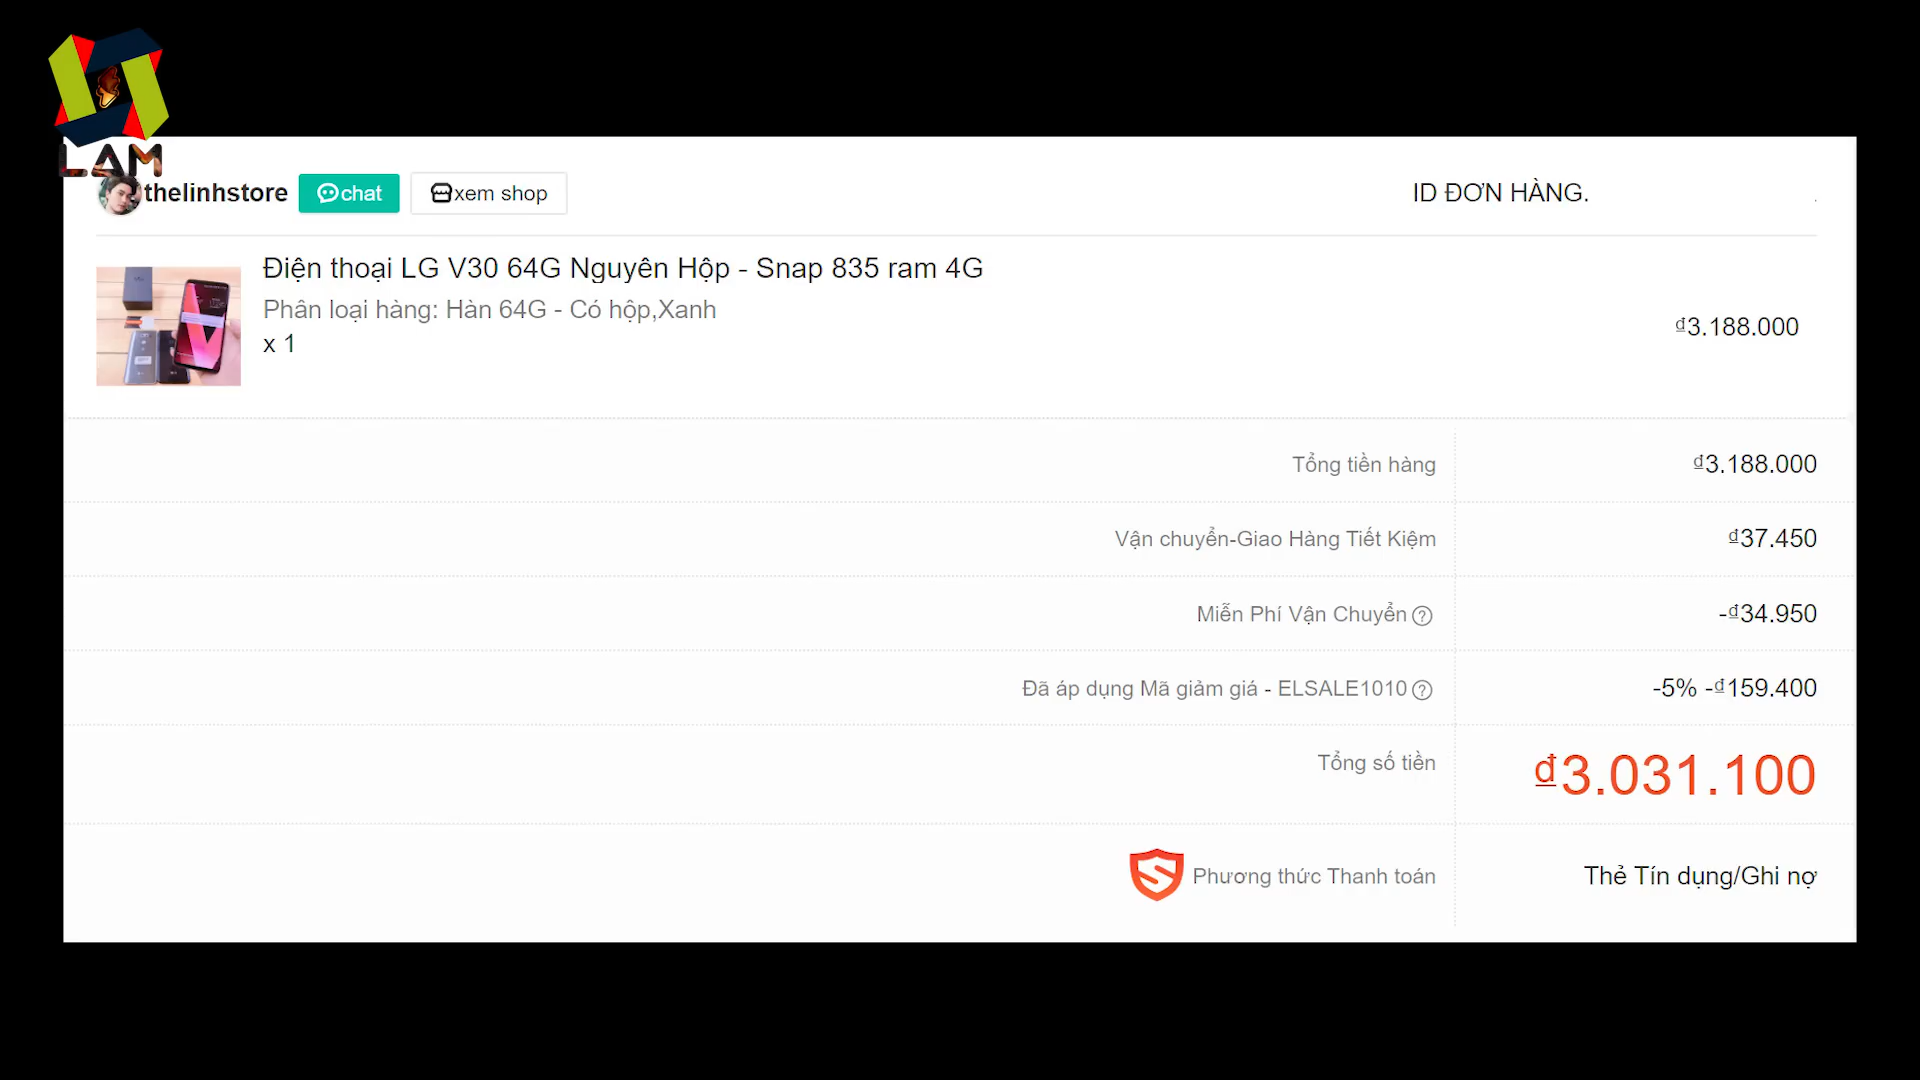 LAM
thelinhstore chat xem shop ID ĐƠN HÀNG.
Điện thoại LG V30 64G Nguyên Hộp - Snap 835 ram 4G
Phân loại hàng: Hàn 64G - Có hộp,Xanh
x 1
₫3.188.000
Tổng tiền hàng ₫3.188.000
Vận chuyển-Giao Hàng Tiết Kiệm ₫37.450
Miễn Phí Vận Chuyển ? -₫34.950
Đã áp dụng Mã giảm giá - ELSALE1010 ? -5% -₫159.400
Tổng số tiền ₫3.031.100
Phương thức Thanh toán Thẻ Tín dụng/Ghi nợ